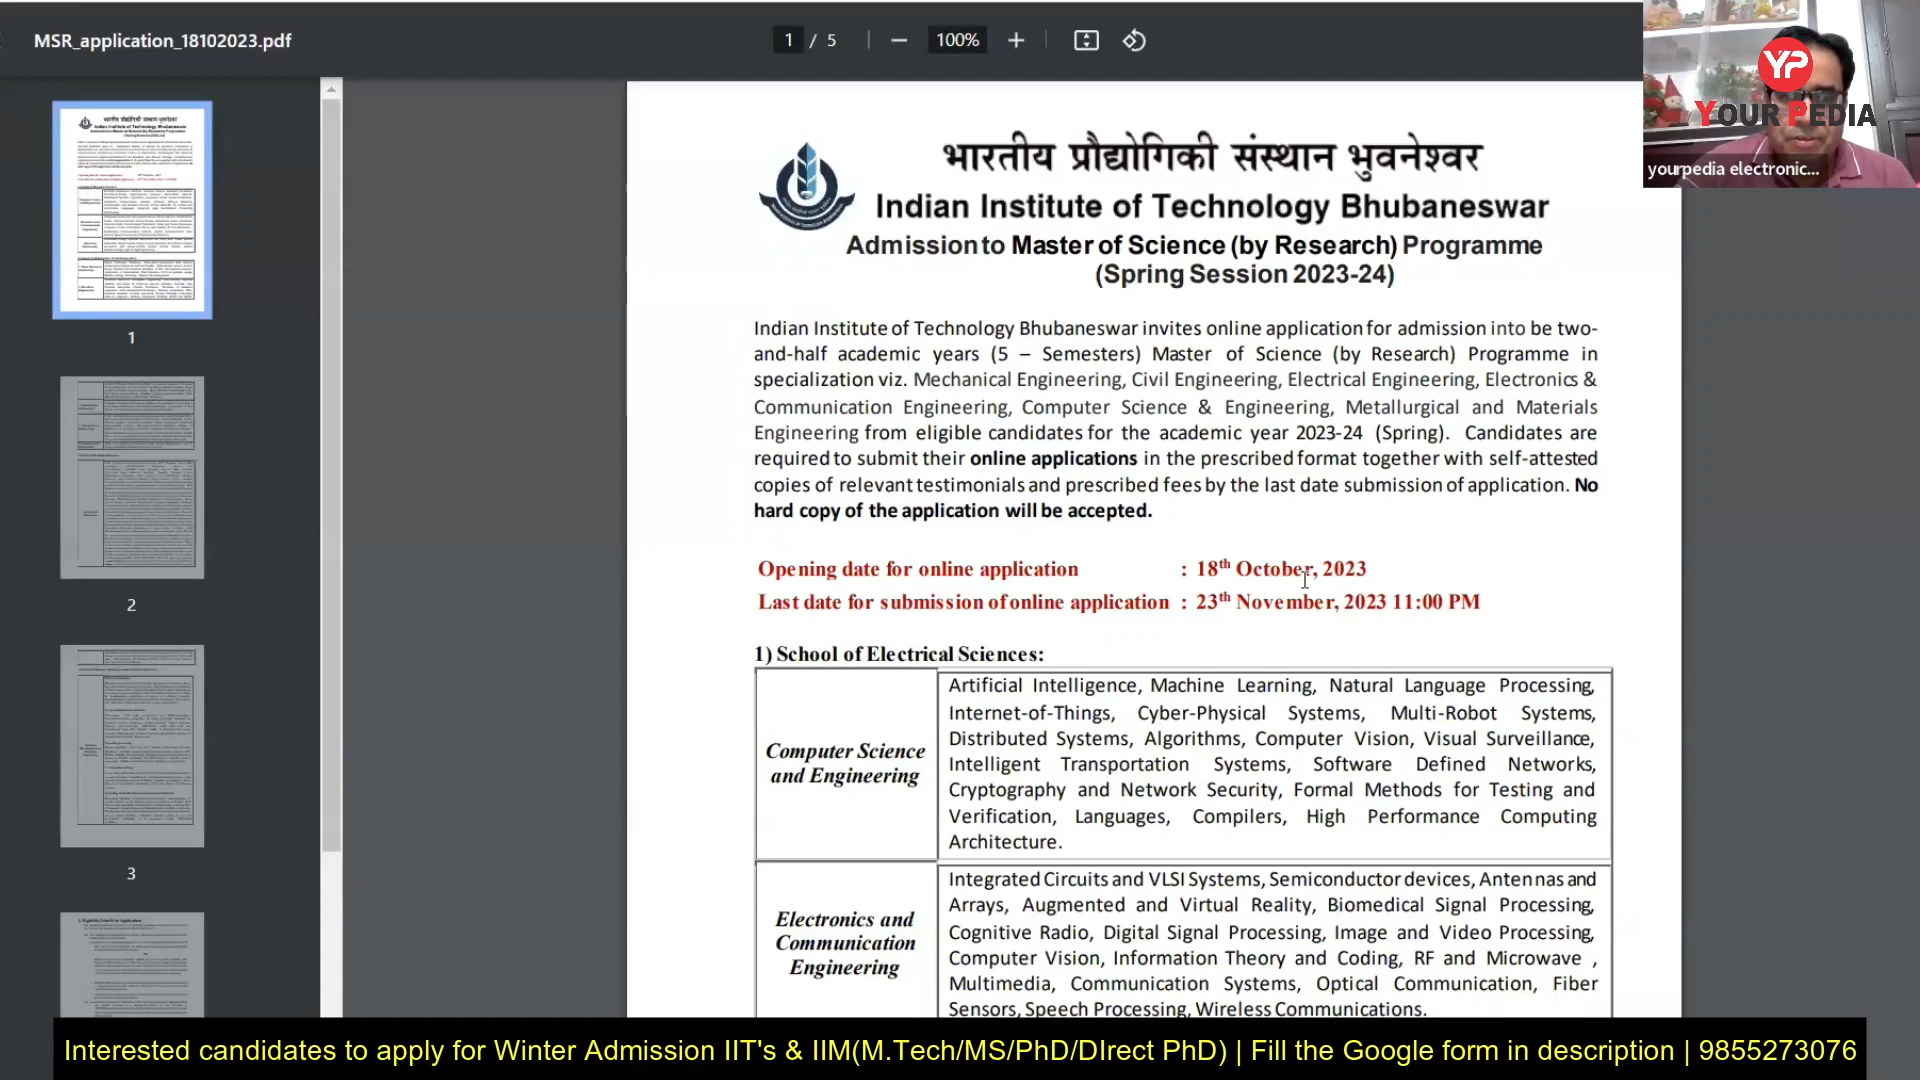 MSR_application_18102023.pdf
1 / 5
100%
YP
YOUR PEDIA
yourpedia electronic...
1
2
3
भारतीय प्रौद्योगिकी संस्थान भुवनेश्वर
Indian Institute of Technology Bhubaneswar
Admission to Master of Science (by Research) Programme
(Spring Session 2023-24)
Indian Institute of Technology Bhubaneswar invites online application for admission into be two-
and-half academic years (5 – Semesters) Master of Science (by Research) Programme in
specialization viz. Mechanical Engineering, Civil Engineering, Electrical Engineering, Electronics &
Communication Engineering, Computer Science & Engineering, Metallurgical and Materials
Engineering from eligible candidates for the academic year 2023-24 (Spring). Candidates are
required to submit their online applications in the prescribed format together with self-attested
copies of relevant testimonials and prescribed fees by the last date submission of application. No
hard copy of the application will be accepted.
Opening date for online application : 18th October, 2023
Last date for submission of online application : 23th November, 2023 11:00 PM
1) School of Electrical Sciences:
Computer Science
and Engineering
Artificial Intelligence, Machine Learning, Natural Language Processing,
Internet-of-Things, Cyber-Physical Systems, Multi-Robot Systems,
Distributed Systems, Algorithms, Computer Vision, Visual Surveillance,
Intelligent Transportation Systems, Software Defined Networks,
Cryptography and Network Security, Formal Methods for Testing and
Verification, Languages, Compilers, High Performance Computing
Architecture.
Electronics and
Communication
Engineering
Integrated Circuits and VLSI Systems, Semiconductor devices, Antennas and
Arrays, Augmented and Virtual Reality, Biomedical Signal Processing,
Cognitive Radio, Digital Signal Processing, Image and Video Processing,
Computer Vision, Information Theory and Coding, RF and Microwave ,
Multimedia, Communication Systems, Optical Communication, Fiber
Sensors, Speech Processing, Wireless Communications.
Interested candidates to apply for Winter Admission IIT's & IIM(M.Tech/MS/PhD/DIrect PhD) | Fill the Google form in description | 9855273076